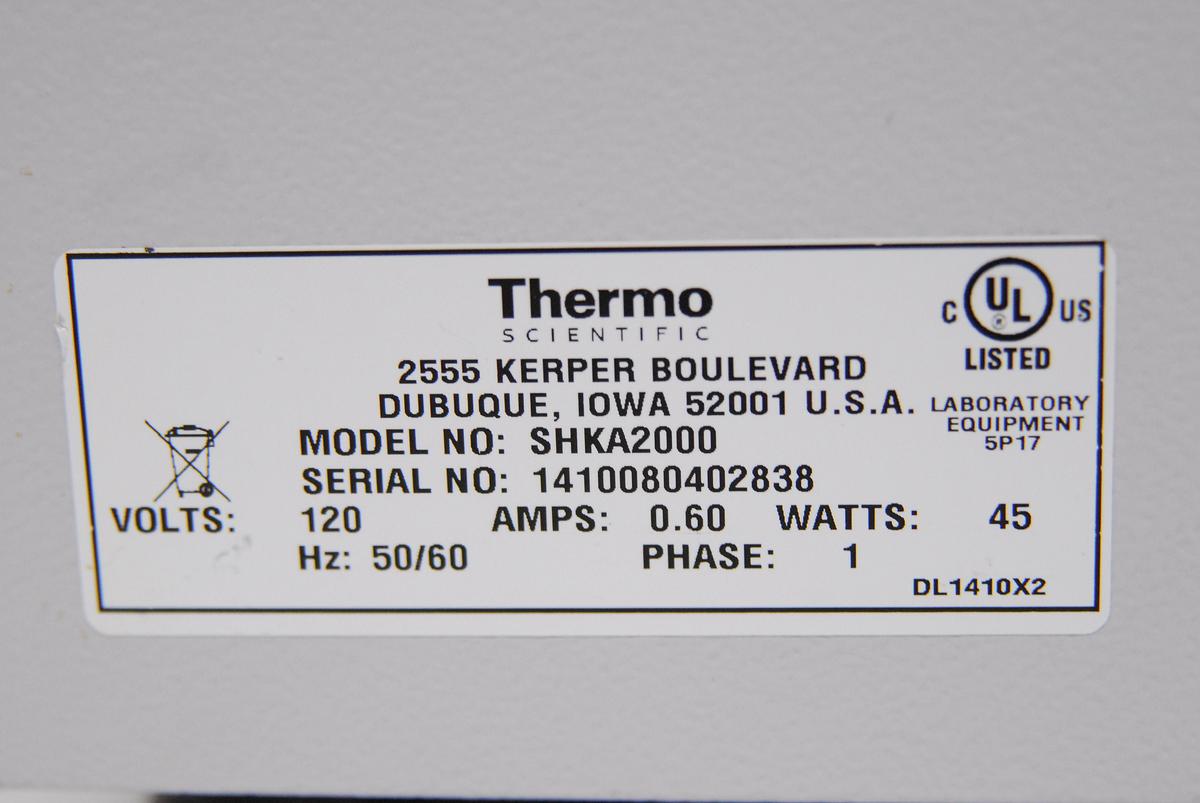 Thermo
SCIENTIFIC
2555 KERPER BOULEVARD
DUBUQUE, IOWA 52001 U.S.A.
C UL ® US
LISTED
LABORATORY
EQUIPMENT
5P17
MODEL NO: SHKA2000
SERIAL NO: 1410080402838
VOLTS: 120 AMPS: 0.60 WATTS: 45
Hz: 50/60 PHASE: 1
DL1410X2